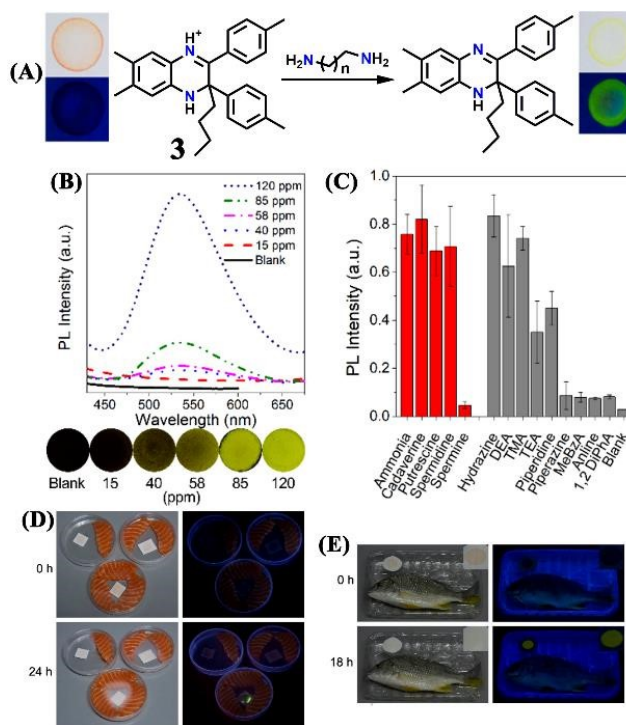 (A)
H+
N
N
H
3
H2N
n
NH2
N
N
H
(B)
PL Intensity (a.u.)
120 ppm
85 ppm
58 ppm
40 ppm
15 ppm
Blank
450 500 550 600 650
Wavelength (nm)
Blank 15 40 58 85 120
(ppm)
(C)
PL Intensity (a.u.)
1.0
0.8
0.6
0.4
0.2
0.0
Ammonia
Cadaverine
Putrescine
Spermidine
Spermine
Hydrazine
DEA
TMA
TEA
Piperidine
Piperazine
MeBzA
Anline
1,2 DiPhA
Blank
(D)
0 h
24 h
(E)
0 h
18 h